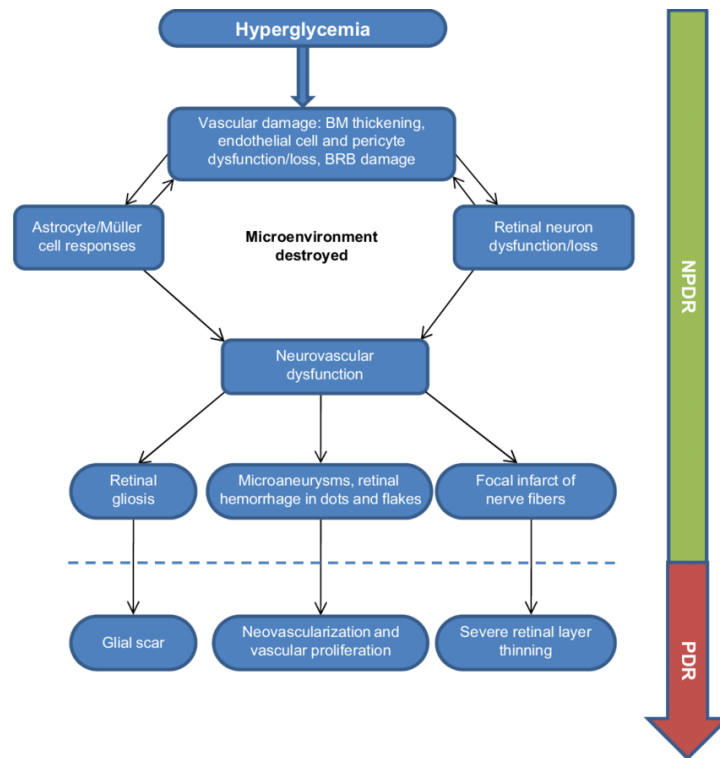 Hyperglycemia
Vascular damage: BM thickening,
endothelial cell and pericyte
dysfunction/loss, BRB damage
Astrocyte/Müller
cell responses
Microenvironment
destroyed
Retinal neuron
dysfunction/loss
Neurovascular
dysfunction
Retinal
gliosis
Microaneurysms, retinal
hemorrhage in dots and flakes
Focal infarct of
nerve fibers
Glial scar
Neovascularization and
vascular proliferation
Severe retinal layer
thinning
NPDR
PDR